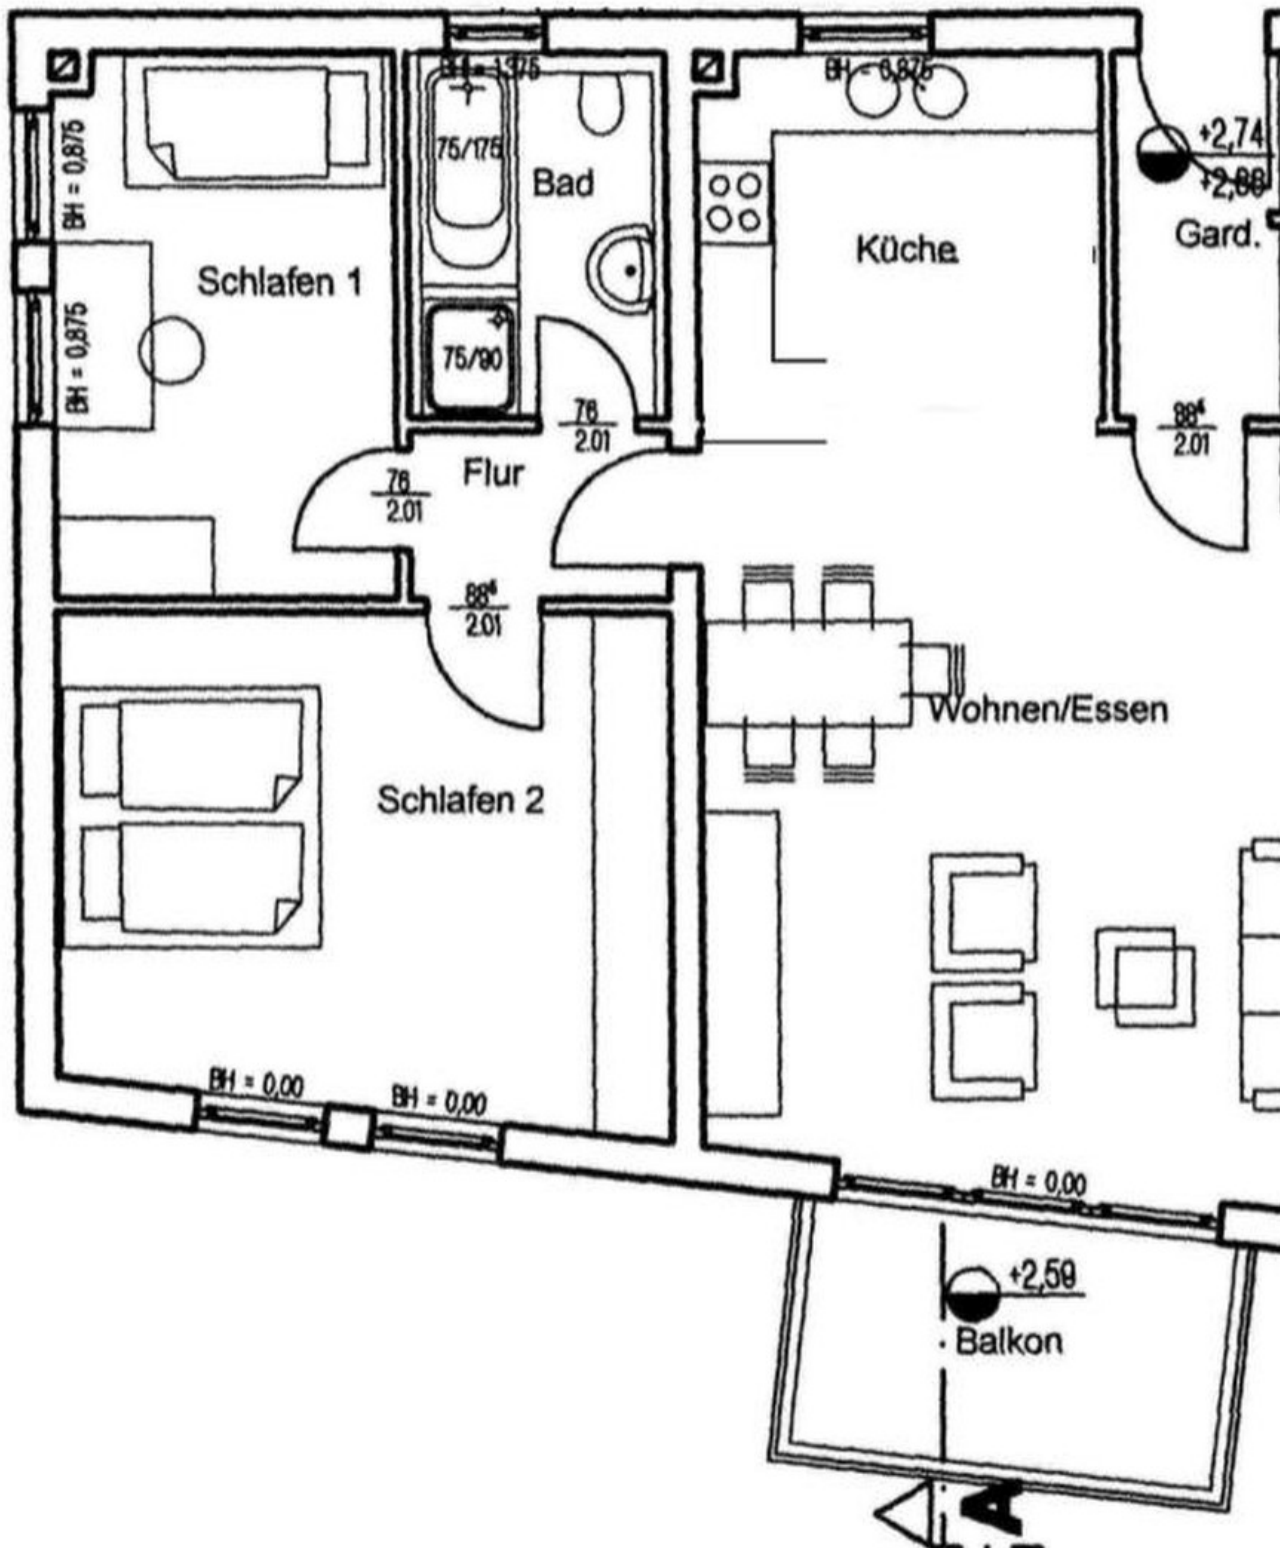 BH = 1,375
BH = 0,875
BH = 0,875
75/175
Bad
+2,74
+2,88
Gard.
Küche
Schlafen 1
BH = 0,875
75/90
76
2.01
88⁴
2.01
Flur
76
2.01
88⁴
2.01
Wohnen/Essen
Schlafen 2
BH = 0,00
BH = 0,00
BH = 0,00
+2,59
Balkon
A